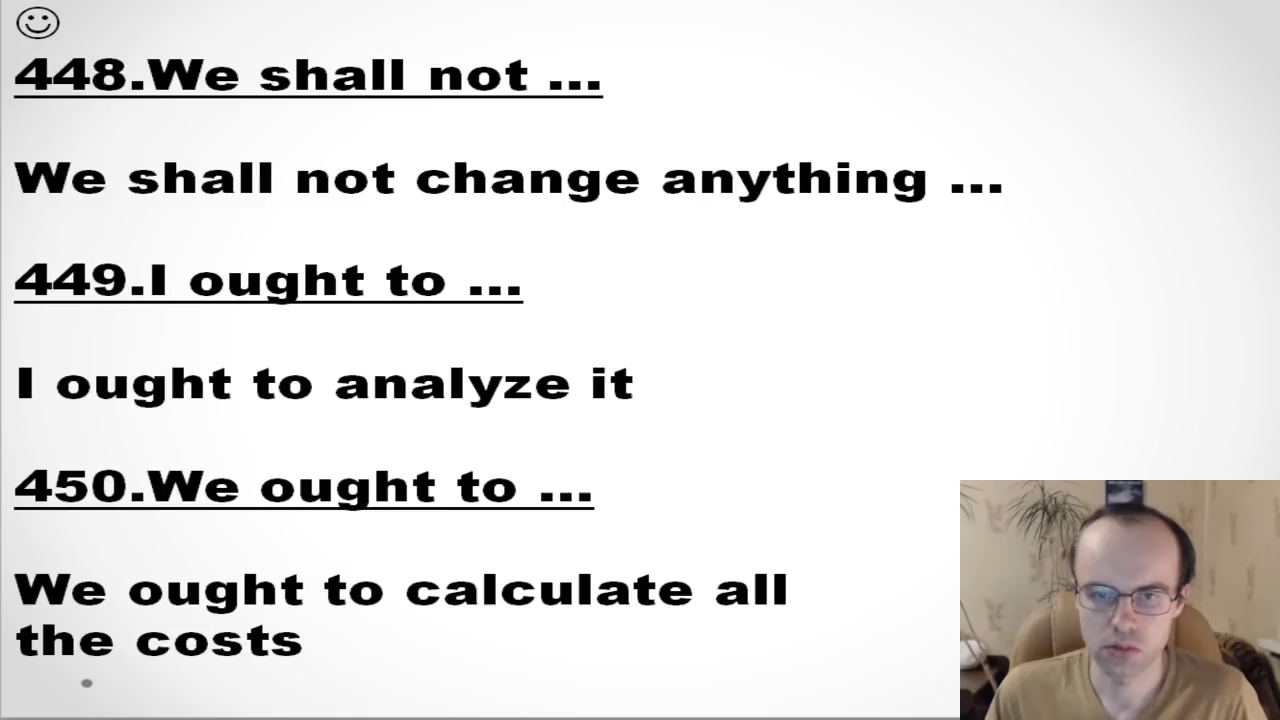 448.We shall not ...
We shall not change anything ...
449.I ought to ...
I ought to analyze it
450.We ought to ...
We ought to calculate all
the costs